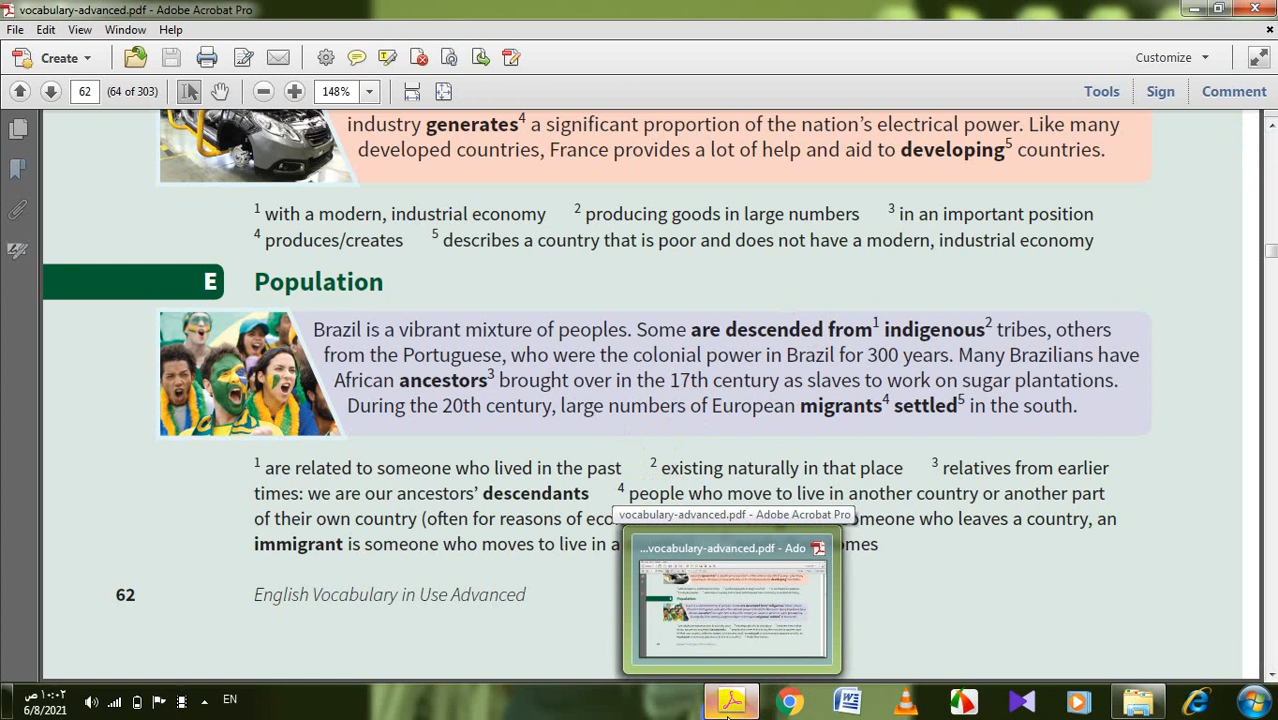 vocabulary-advanced.pdf - Adobe Acrobat Pro
File Edit View Window Help
Create Customize
62 (64 of 303) 148% Tools Sign Comment
industry generates4 a significant proportion of the nation's electrical power. Like many
developed countries, France provides a lot of help and aid to developing5 countries.
1 with a modern, industrial economy 2 producing goods in large numbers 3 in an important position
4 produces/creates 5 describes a country that is poor and does not have a modern, industrial economy
E Population
Brazil is a vibrant mixture of peoples. Some are descended from1 indigenous2 tribes, others
from the Portuguese, who were the colonial power in Brazil for 300 years. Many Brazilians have
African ancestors3 brought over in the 17th century as slaves to work on sugar plantations.
During the 20th century, large numbers of European migrants4 settled5 in the south.
1 are related to someone who lived in the past 2 existing naturally in that place 3 relatives from earlier
times: we are our ancestors' descendants 4 people who move to live in another country or another part
vocabulary-advanced.pdf - Adobe Acrobat Pro
of their own country (often for reasons of eco omeone who leaves a country, an
immigrant is someone who moves to live in a omes
...vocabulary-advanced.pdf - Ado
62 English Vocabulary in Use Advanced
١٠:٠٢ ص
6/8/2021
EN